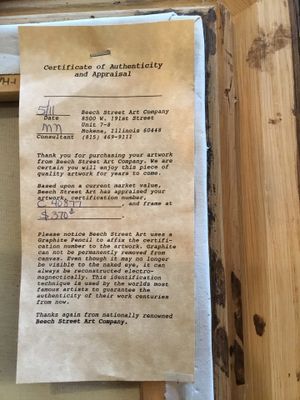 Certificate of Authenticity
and Appraisal
5/11 Beech Street Art Company
Date 8500 W. 191st Street
Unit 7-8
MN Mokena, Illinois 60448
Consultant (815) 469-9111
Thank you for purchasing your artwork
from Beech Street Art Company. We are
certain you will enjoy this piece of
quality artwork for years to come.
Based upon a current market value,
Beech Street Art has appraised your
artwork, certification number,
40877, and frame at
$ 370
Please notice Beech Street Art uses a
Graphite Pencil to affix the certifi-
cation number to the artwork. Graphite
can not be permanently removed from
canvas. Even though it may no longer
be visible to the naked eye, it can
always be reconstructed electro-
magnectically. This identification
technique is used by the worlds most
famous artists to guarantee the
authenticity of their work centuries
from now.
Thanks again from nationally renowned
Beech Street Art Company.